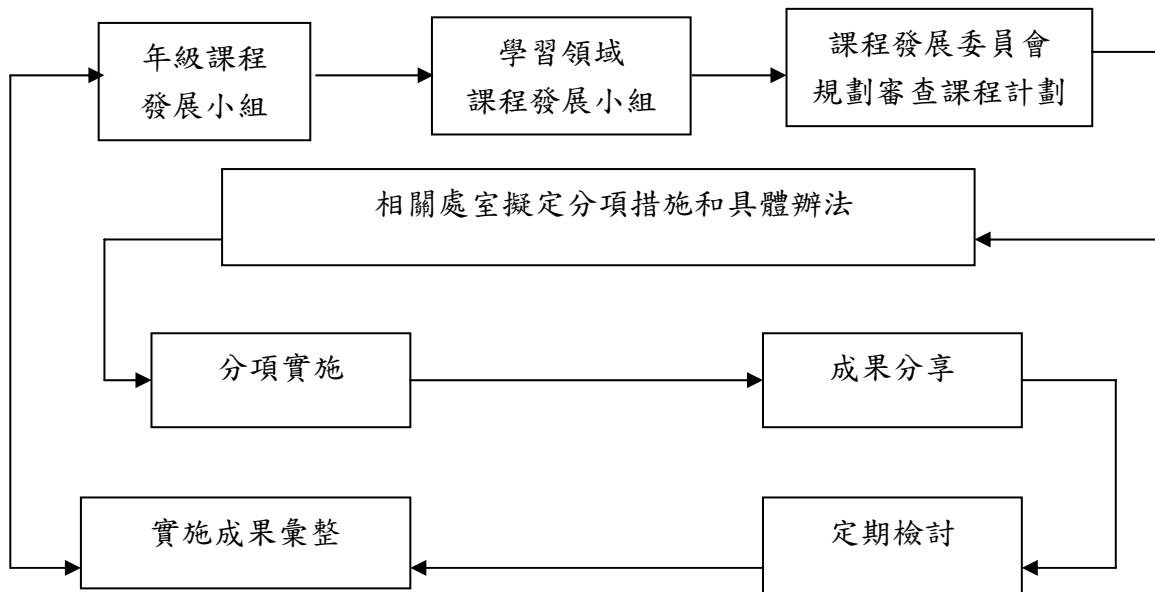 年級課程
發展小組
學習領域
課程發展小組
課程發展委員會
規劃審查課程計劃
相關處室擬定分項措施和具體辦法
分項實施
成果分享
實施成果彙整
定期檢討